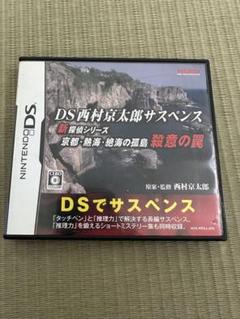 NINTENDO DS
DS西村京太郎サスペンス
新探偵シリーズ
京都・熱海・絶海の孤島 殺意の罠
原案・監修 西村京太郎
DSでサスペンス
「タッチペン」と「推理力」で解決する長編サスペンス。
「推理力」を鍛えるショートミステリー集も同時収録。